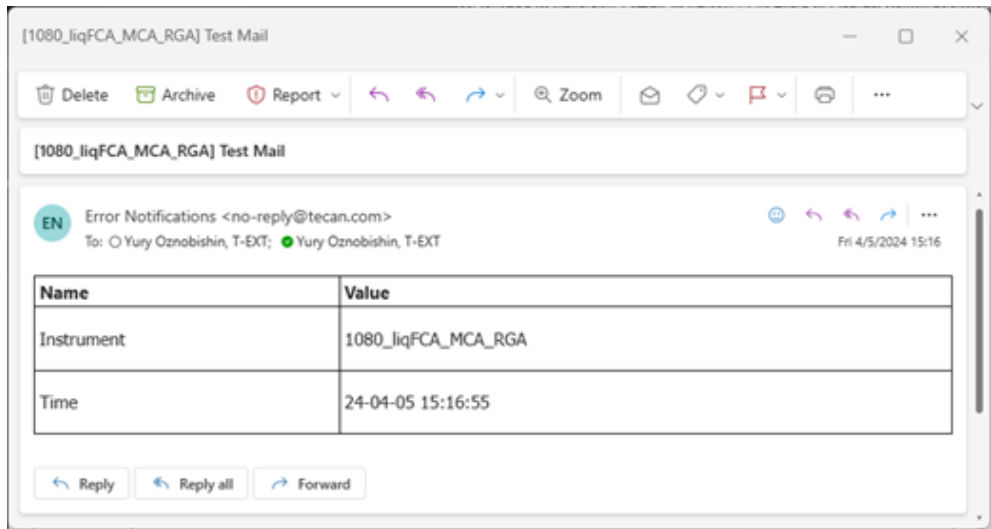 [1080_liqFCA_MCA_RGA] Test Mail
Delete Archive Report Zoom ...
[1080_liqFCA_MCA_RGA] Test Mail
EN Error Notifications <no-reply@tecan.com> ...
To: Yury Oznobishin, T-EXT; Yury Oznobishin, T-EXT Fri 4/5/2024 15:16
Name Value
Instrument 1080_liqFCA_MCA_RGA
Time 24-04-05 15:16:55
Reply Reply all Forward